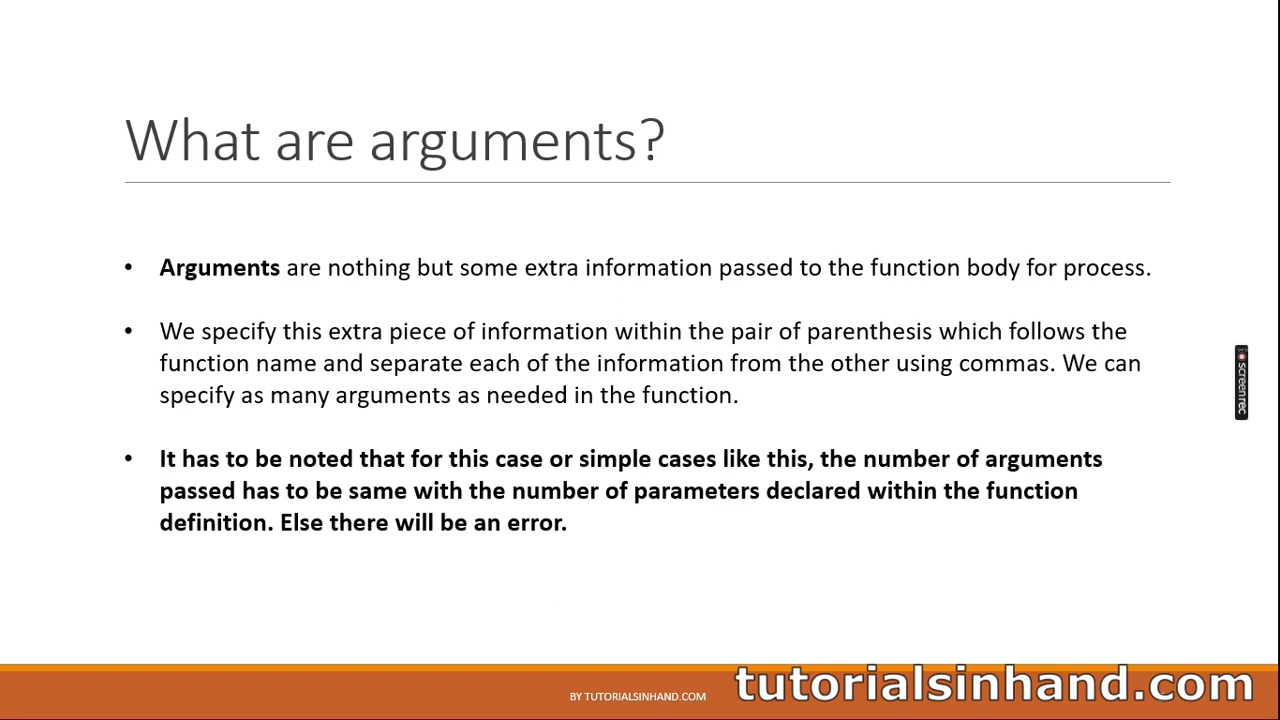 What are arguments?
• Arguments are nothing but some extra information passed to the function body for process.
• We specify this extra piece of information within the pair of parenthesis which follows the
function name and separate each of the information from the other using commas. We can
specify as many arguments as needed in the function.
• It has to be noted that for this case or simple cases like this, the number of arguments
passed has to be same with the number of parameters declared within the function
definition. Else there will be an error.
screenrec
BY TUTORIALSINHAND.COM
tutorialsinhand.com